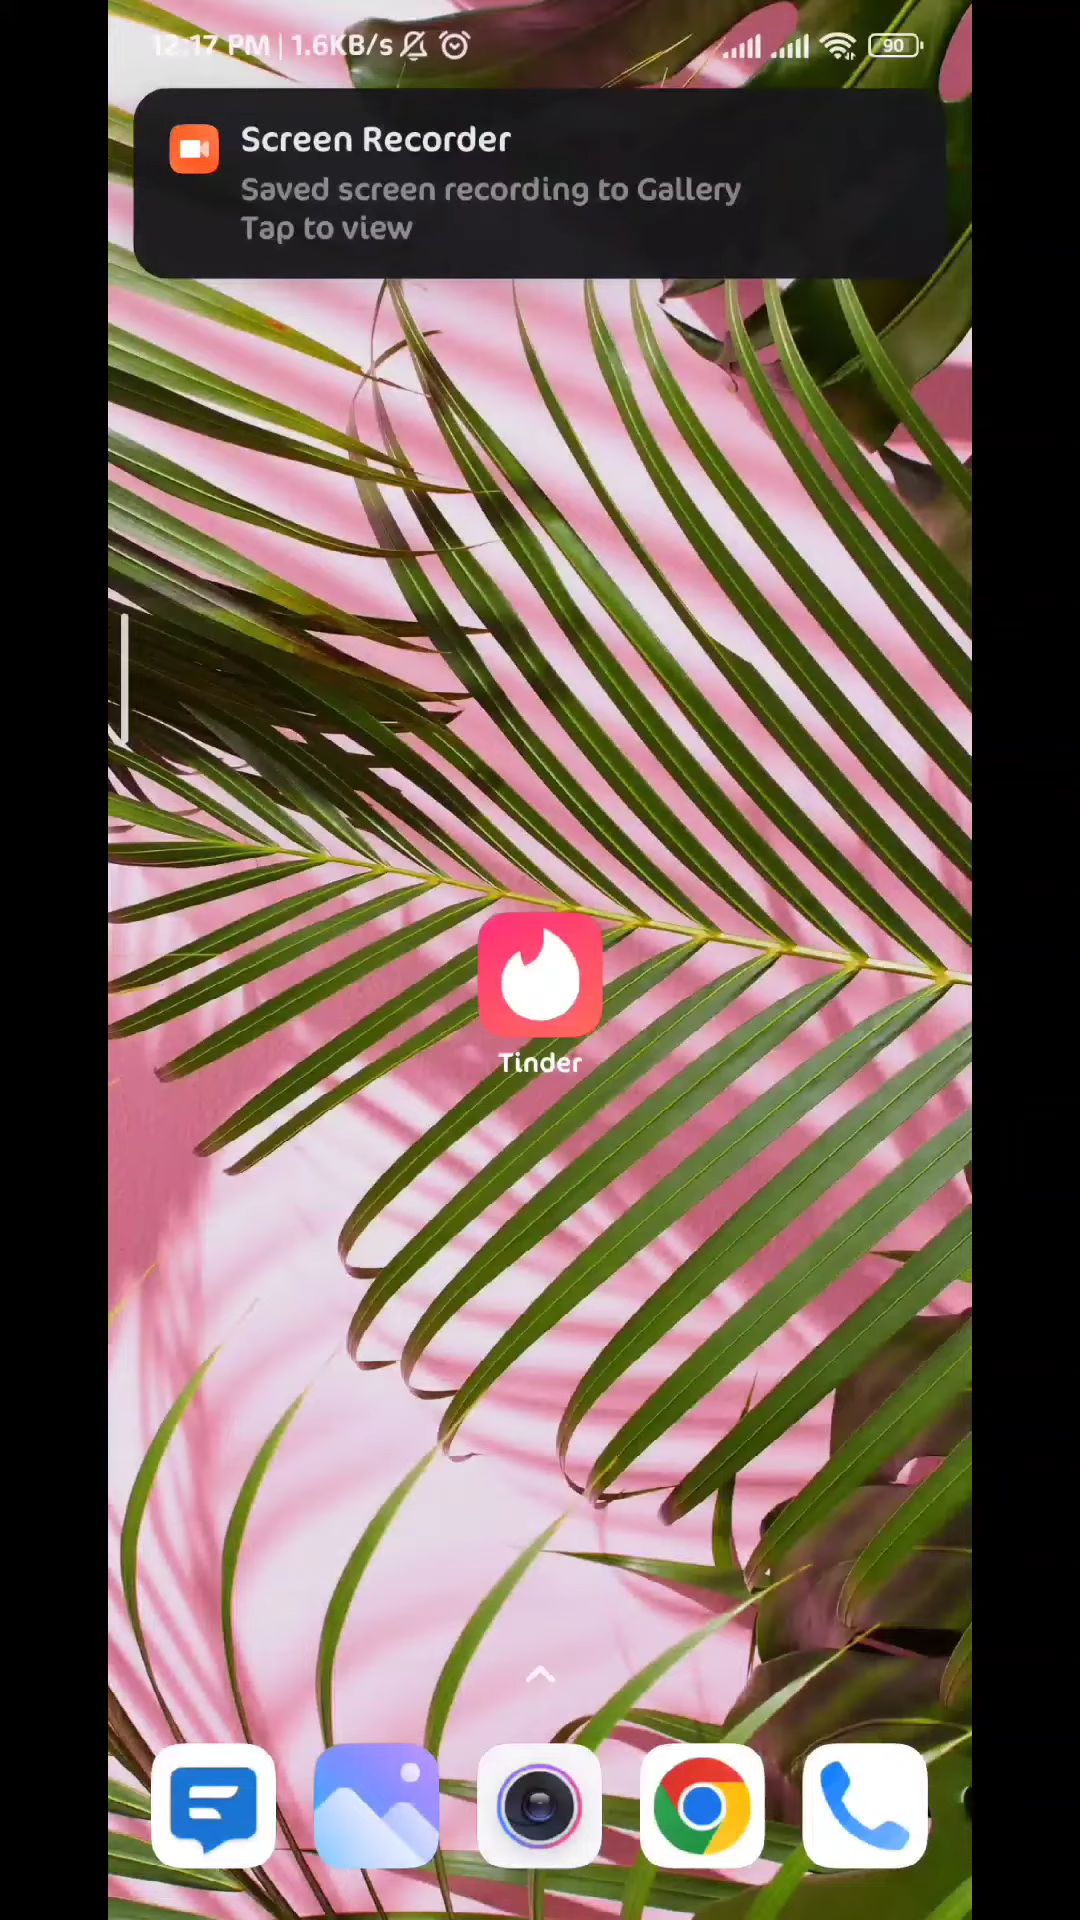 12:17 PM | 1.6KB/s 90
Screen Recorder
Saved screen recording to Gallery
Tap to view
Tinder